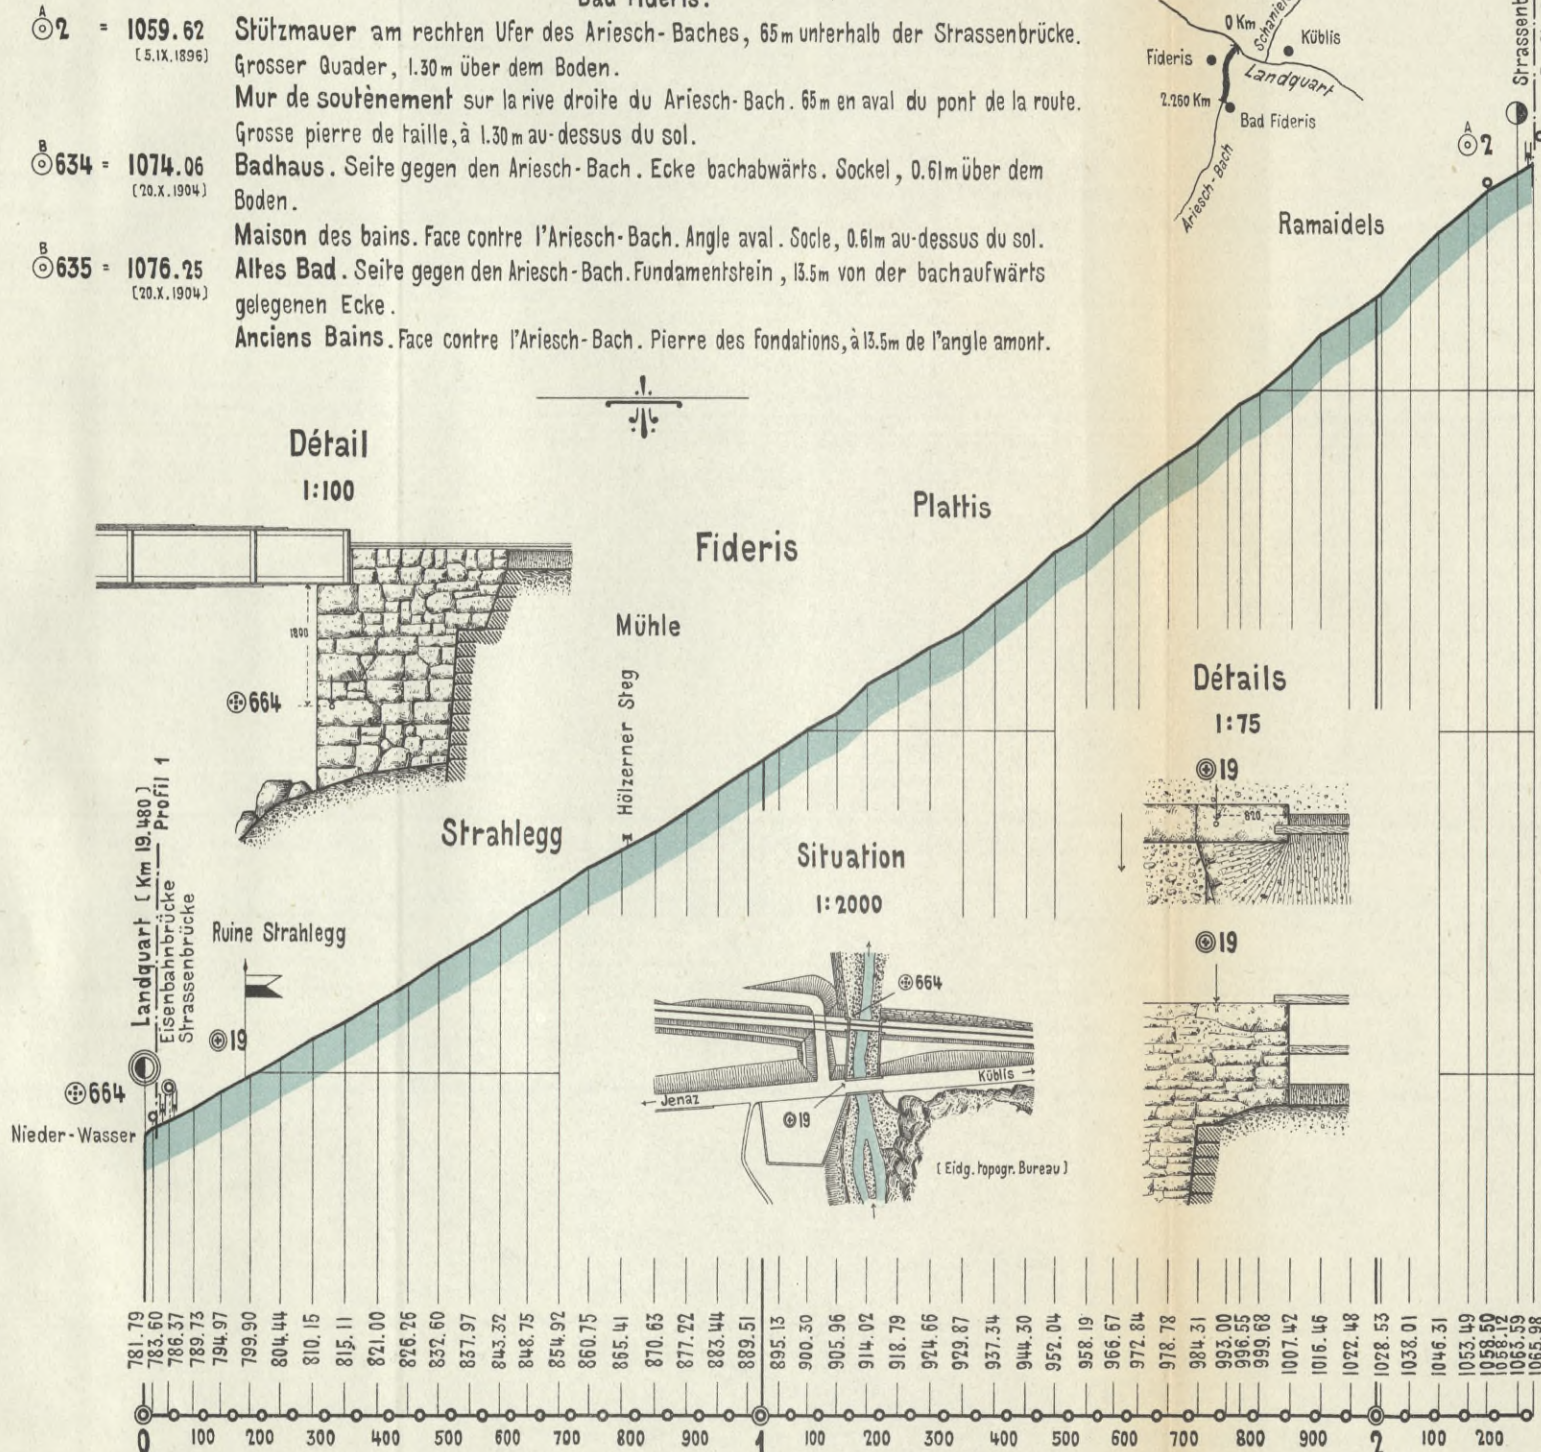 Bad Fideris.
A
2 = 1059.62 Stützmauer am rechten Ufer des Ariesch-Baches, 65m unterhalb der Strassenbrücke.
[5.IX.1896]
Grosser Quader, 1.30m über dem Boden.
Mur de soutènement sur la rive droite du Ariesch-Bach. 65m en aval du pont de la route.
Grosse pierre de taille, à 1.30m au-dessus du sol.
B
634 = 1074.06 Badhaus. Seite gegen den Ariesch-Bach. Ecke bachabwärts. Sockel, 0.61m über dem
[20.X.1904]
Boden.
Maison des bains. Face contre l'Ariesch-Bach. Angle aval. Socle, 0.61m au-dessus du sol.
B
635 = 1076.25 Altes Bad. Seite gegen den Ariesch-Bach. Fundamentstein, 13.5m von der bachaufwärts
[20.X.1904]
gelegenen Ecke.
Anciens Bains. Face contre l'Ariesch-Bach. Pierre des Fondations, à 13.5m de l'angle amont.
0 Km
Küblis
Fideris
Landquart
2.260 Km
Bad Fideris
Ariesch-Bach
A
2
Ramaidels
Détail
1:100
1800
664
Plattis
Fideris
Mühle
Hölzerner Steg
Strahlegg
Détails
1:75
19
820
19
Situation
1:2000
664
Küblis
Jenaz
19
[Eidg. topogr. Bureau]
Landquart [Km 19.480]
Profil 1
Eisenbahnbrücke
Strassenbrücke
Ruine Strahlegg
19
664
Nieder-Wasser
781.79 783.60 786.37 789.73 794.97 799.90 804.44 810.15 815.11 821.00 826.26 832.60 837.97 843.32 848.75 854.92 860.75 865.41 870.63 877.22 883.44 889.51 895.13 900.30 905.96 914.02 918.79 924.66 929.87 937.34 944.30 952.04 958.19 966.67 972.84 978.78 984.31 993.00 996.55 999.68 1007.42 1016.46 1022.48 1028.53 1038.01 1046.31 1053.49 1058.50 1058.12 1063.59 1065.98
0 100 200 300 400 500 600 700 800 900 1 100 200 300 400 500 600 700 800 900 2 100 200